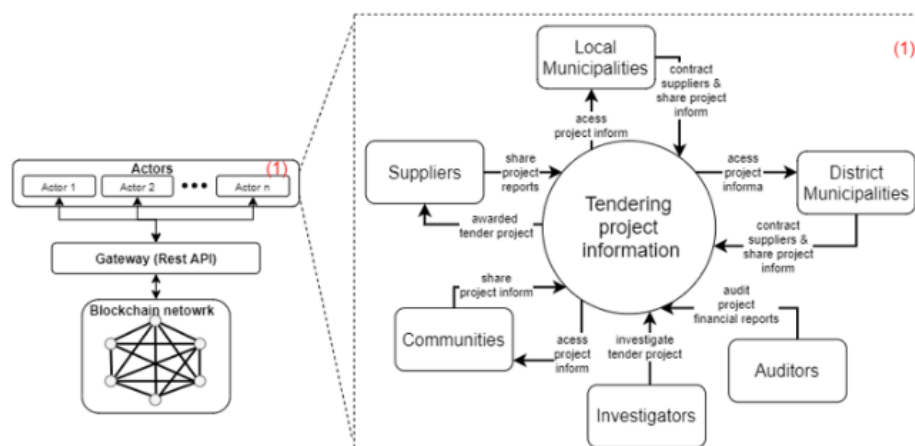 Actors
(1)
Actor 1
Actor 2
Actor n
Gateway (Rest API)
Blockchain netowrk
(1)
Local
Municipalities
contract
suppliers &
share project
inform
acess
project inform
Suppliers
share
project
reports
awarded
tender project
acess
project
informa
District
Municipalities
contract
suppliers &
share project
inform
Tendering
project
information
share
project inform
Communities
acess
project
inform
investigate
tender project
Investigators
audit
project
financial reports
Auditors